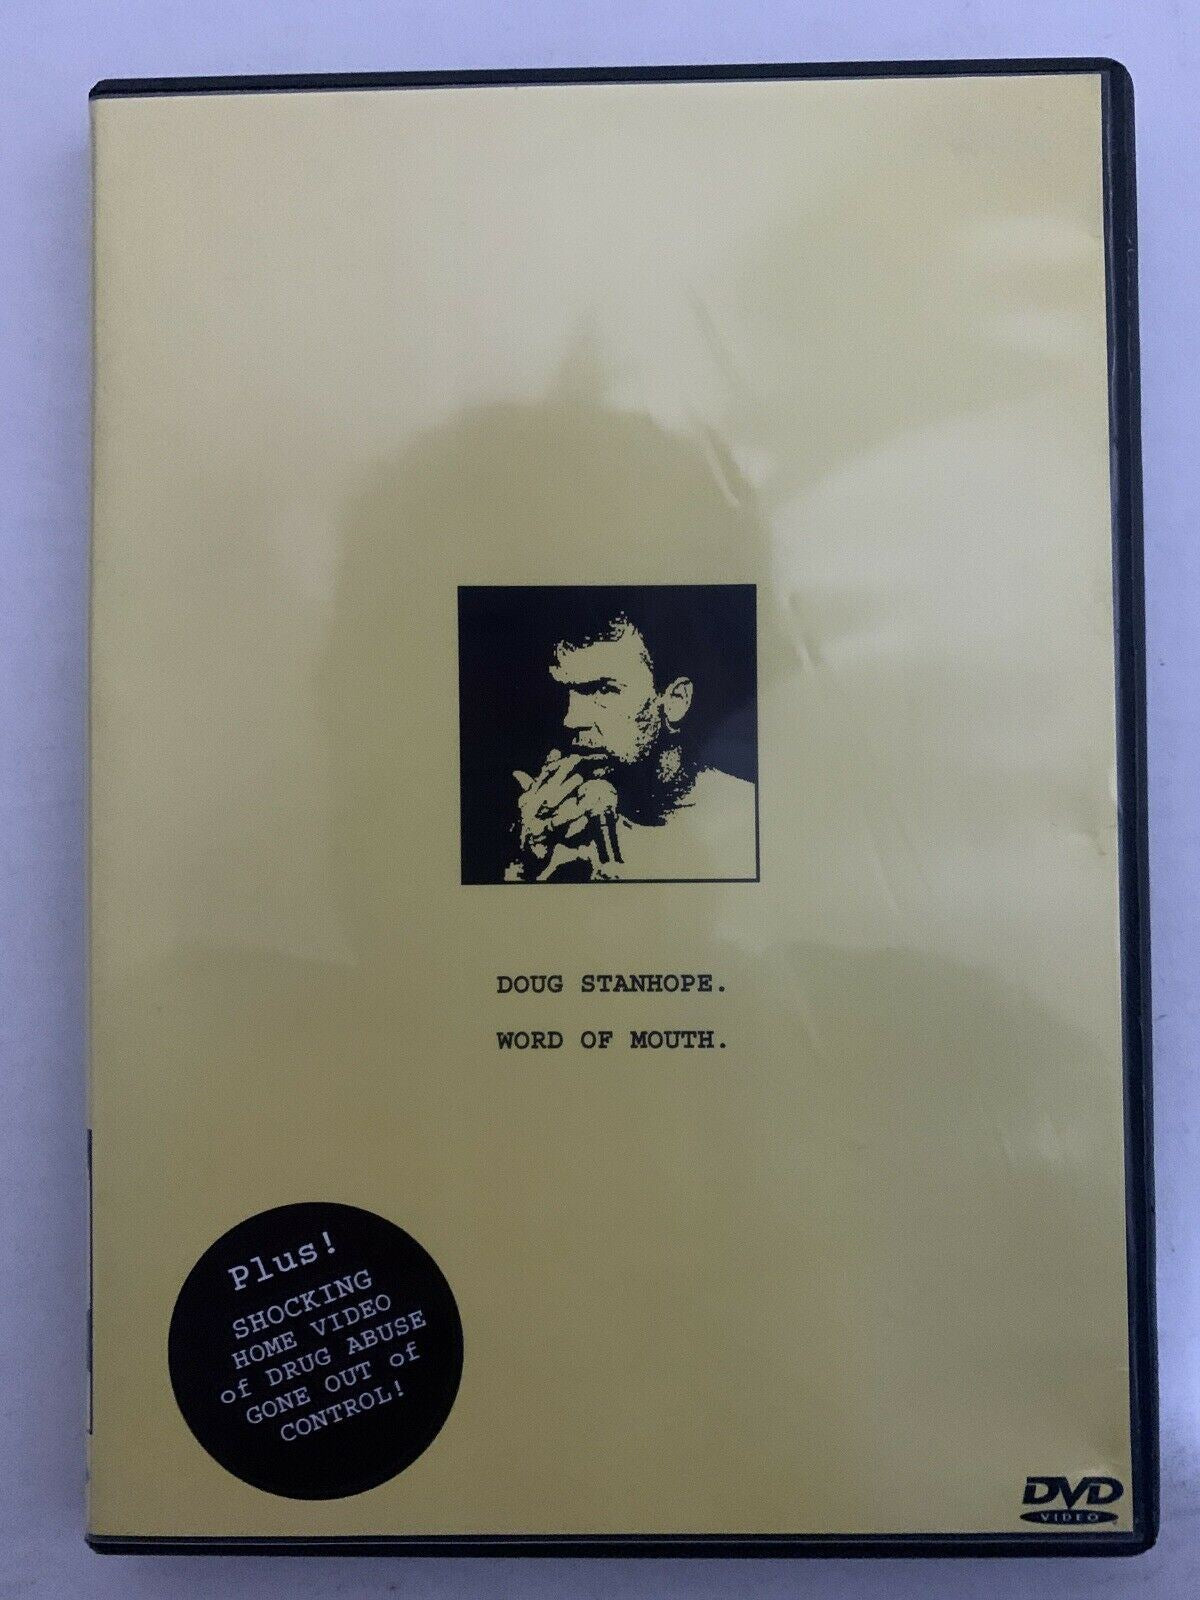 DOUG STANHOPE.
WORD OF MOUTH.
Plus!
SHOCKING
HOME VIDEO
of DRUG ABUSE
GONE OUT of
CONTROL!
DVD
VIDEO